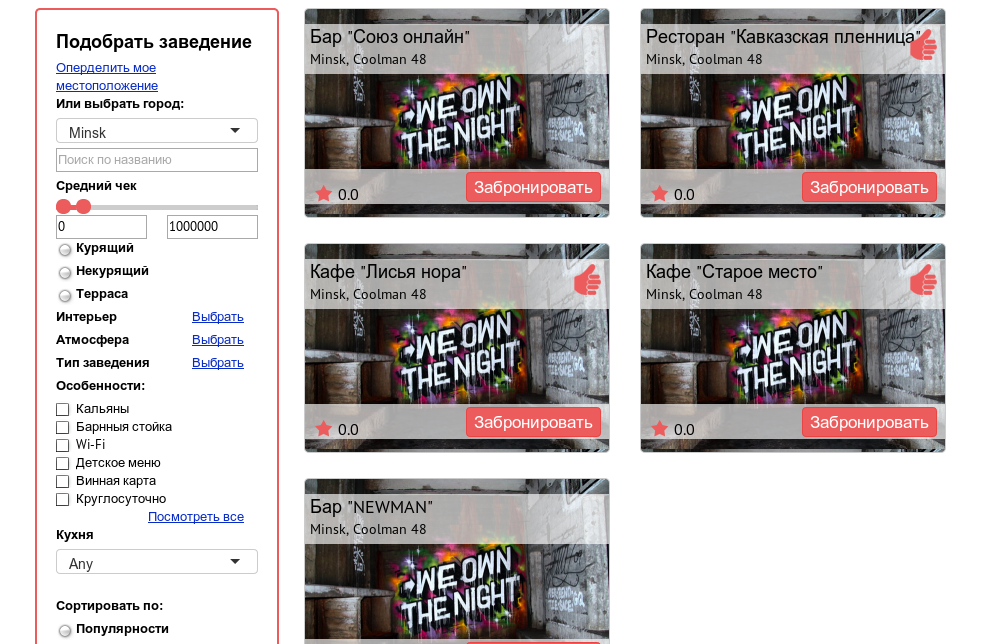 Подобрать заведение
Опрделить мое
местоположение
Или выбрать город:
Minsk
Поиск по названию
Средний чек
0
1000000
Курящий
Некурящий
Терраса
Интерьер Выбрать
Атмосфера Выбрать
Тип заведения Выбрать
Особенности:
Кальяны
Барнныя стойка
Wi-Fi
Детское меню
Винная карта
Круглосуточно
Посмотреть все
Кухня
Any
Сортировать по:
Популярности
Бар "Союз онлайн"
Minsk, Coolman 48
WE OWN
THE NIGHT
0.0
Забронировать
Ресторан "Кавказская пленница"
Minsk, Coolman 48
WE OWN
THE NIGHT
0.0
Забронировать
Кафе "Лисья нора"
Minsk, Coolman 48
WE OWN
THE NIGHT
0.0
Забронировать
Кафе "Старое место"
Minsk, Coolman 48
WE OWN
THE NIGHT
0.0
Забронировать
Бар "NEWMAN"
Minsk, Coolman 48
WE OWN
THE NIGHT